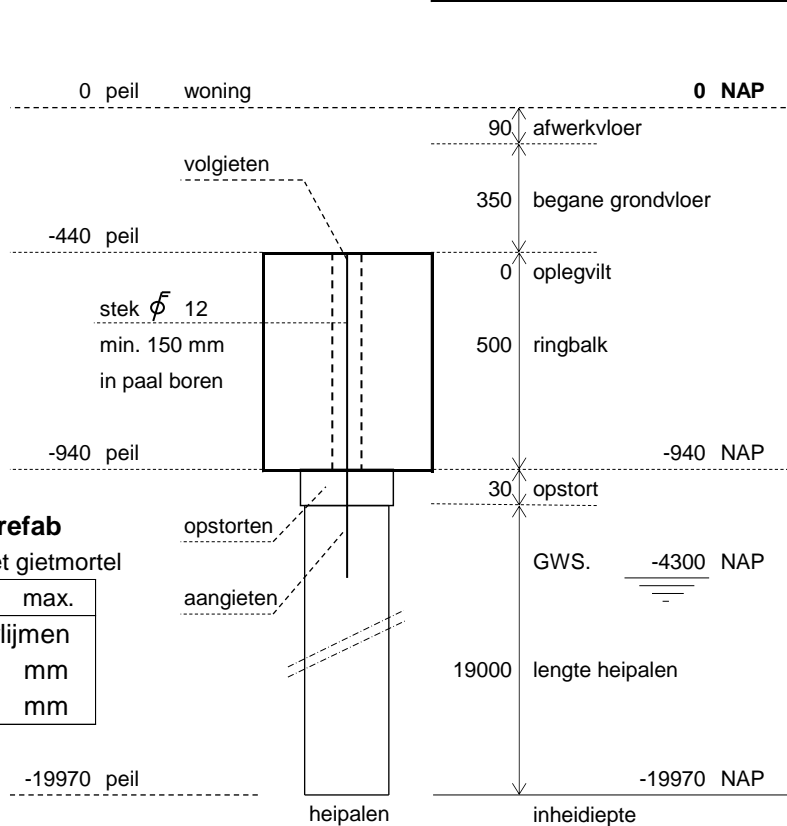 0 peil woning 0 NAP
90 afwerkvloer
volgieten
350 begane grondvloer
-440 peil
0 oplegvilt
stek 12
min. 150 mm
in paal boren
500 ringbalk
-940 peil -940 NAP
30 opstort
refab
opstorten
et gietmortel
GWS. -4300 NAP
max.
aangieten
lijmen
mm
19000 lengte heipalen
mm
-19970 peil -19970 NAP
heipalen inheidiepte